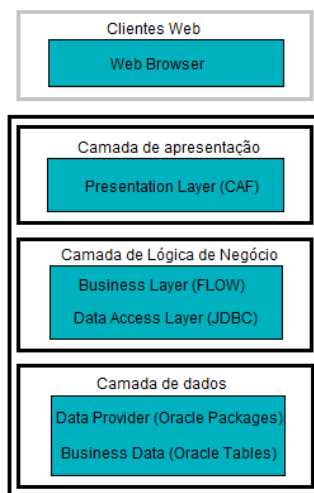 Clientes Web
Web Browser
Camada de apresentação
Presentation Layer (CAF)
Camada de Lógica de Negócio
Business Layer (FLOW)
Data Access Layer (JDBC)
Camada de dados
Data Provider (Oracle Packages)
Business Data (Oracle Tables)